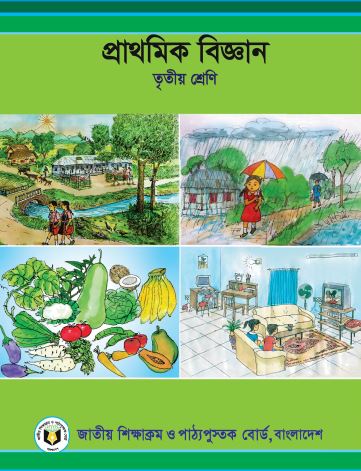 প্রাথমিক বিজ্ঞান
তৃতীয় শ্রেণি
জাতীয় শিক্ষাক্রম ও পাঠ্যপুস্তক বোর্ড, বাংলাদেশ